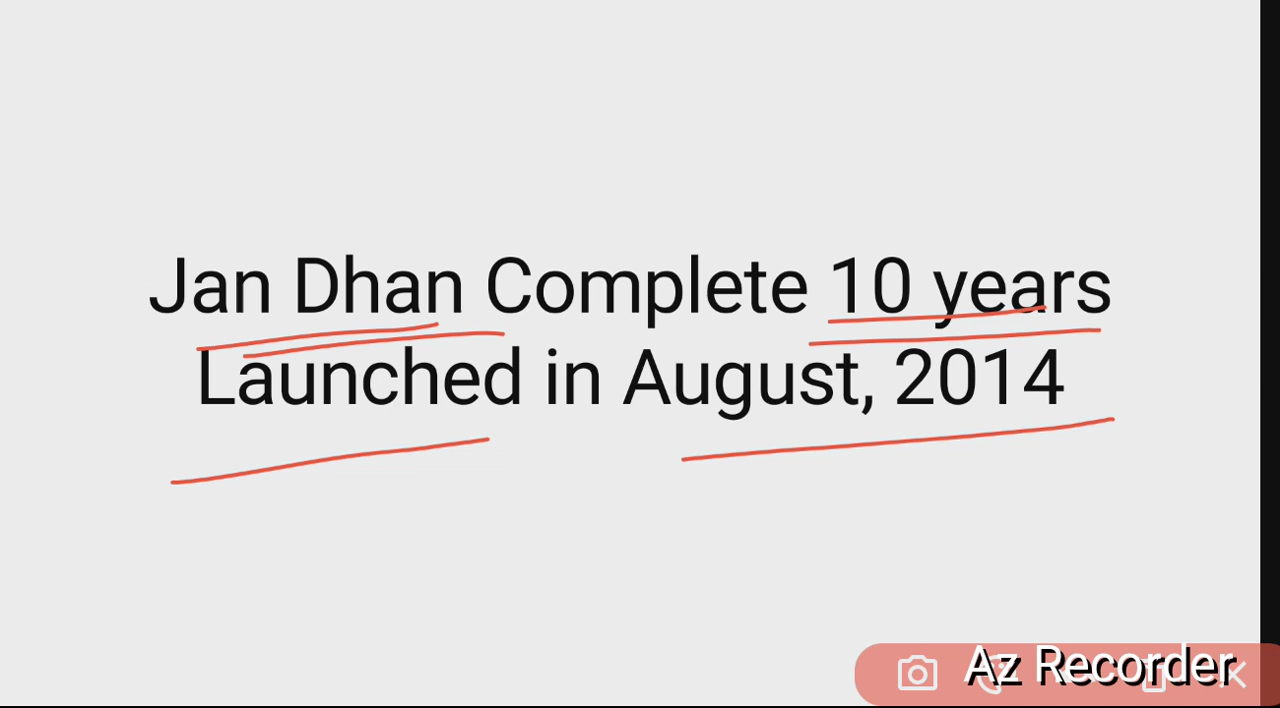 Jan Dhan Complete 10 years
Launched in August, 2014
Az Recorder